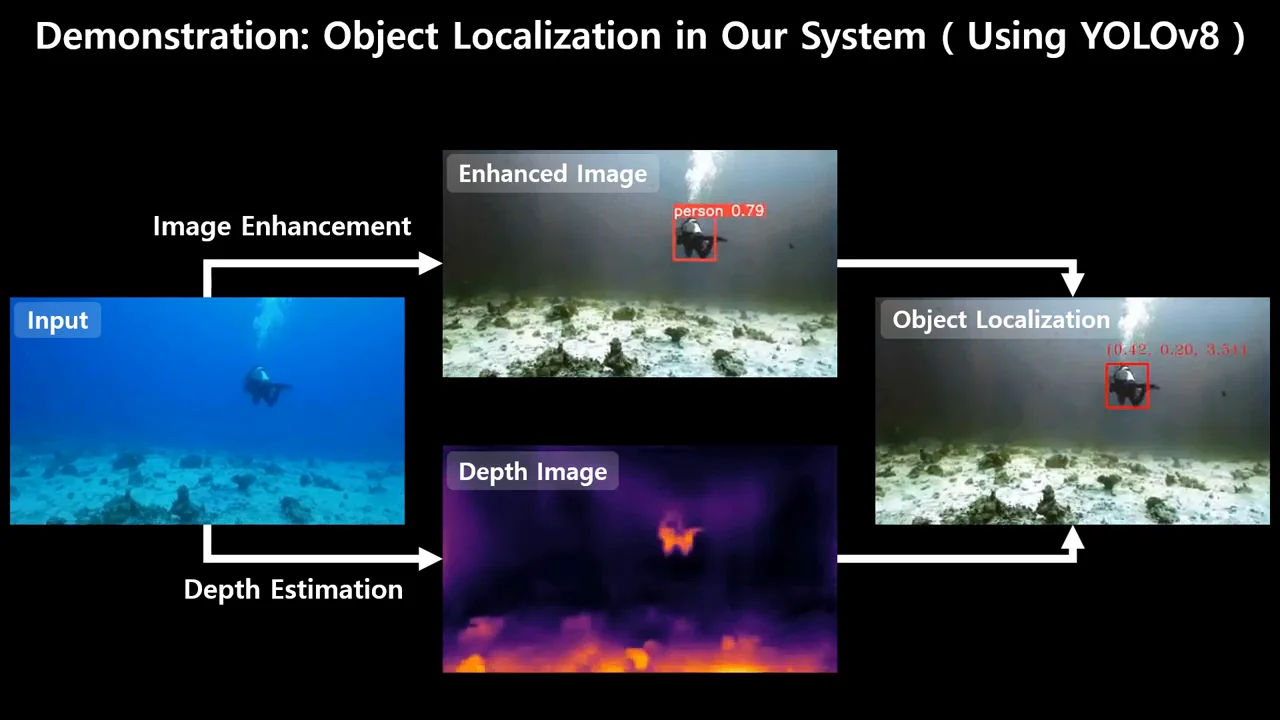 Demonstration: Object Localization in Our System ( Using YOLOv8 )
Image Enhancement
Enhanced Image
person 0.79
Input
Object Localization
(0.42, 0.20, 3.51)
Depth Image
Depth Estimation